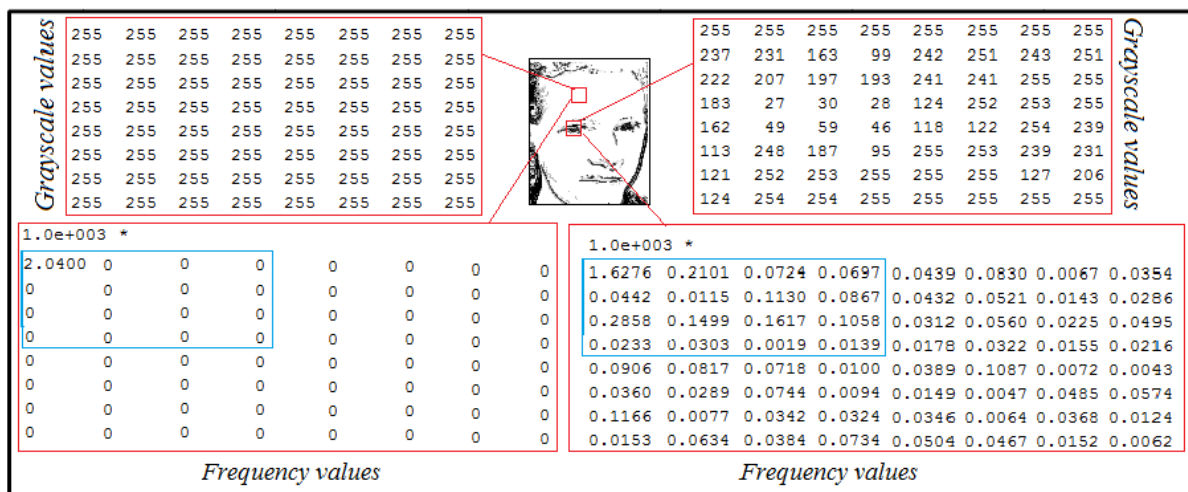 Grayscale values
255 255 255 255 255 255 255 255
255 255 255 255 255 255 255 255
255 255 255 255 255 255 255 255
255 255 255 255 255 255 255 255
255 255 255 255 255 255 255 255
255 255 255 255 255 255 255 255
255 255 255 255 255 255 255 255
255 255 255 255 255 255 255 255
255 255 255 255 255 255 255 255
237 231 163 99 242 251 243 251
222 207 197 193 241 241 255 255
183 27 30 28 124 252 253 255
162 49 59 46 118 122 254 239
113 248 187 95 255 253 239 231
121 252 253 255 255 255 127 206
124 254 254 255 255 255 255 255
Grayscale values
1.0e+003 *
2.0400 0 0 0 0 0 0 0
0 0 0 0 0 0 0 0
0 0 0 0 0 0 0 0
0 0 0 0 0 0 0 0
0 0 0 0 0 0 0 0
0 0 0 0 0 0 0 0
0 0 0 0 0 0 0 0
0 0 0 0 0 0 0 0
Frequency values
1.0e+003 *
1.6276 0.2101 0.0724 0.0697 0.0439 0.0830 0.0067 0.0354
0.0442 0.0115 0.1130 0.0867 0.0432 0.0521 0.0143 0.0286
0.2858 0.1499 0.1617 0.1058 0.0312 0.0560 0.0225 0.0495
0.0233 0.0303 0.0019 0.0139 0.0178 0.0322 0.0155 0.0216
0.0906 0.0817 0.0718 0.0100 0.0389 0.1087 0.0072 0.0043
0.0360 0.0289 0.0744 0.0094 0.0149 0.0047 0.0485 0.0574
0.1166 0.0077 0.0342 0.0324 0.0346 0.0064 0.0368 0.0124
0.0153 0.0634 0.0384 0.0734 0.0504 0.0467 0.0152 0.0062
Frequency values